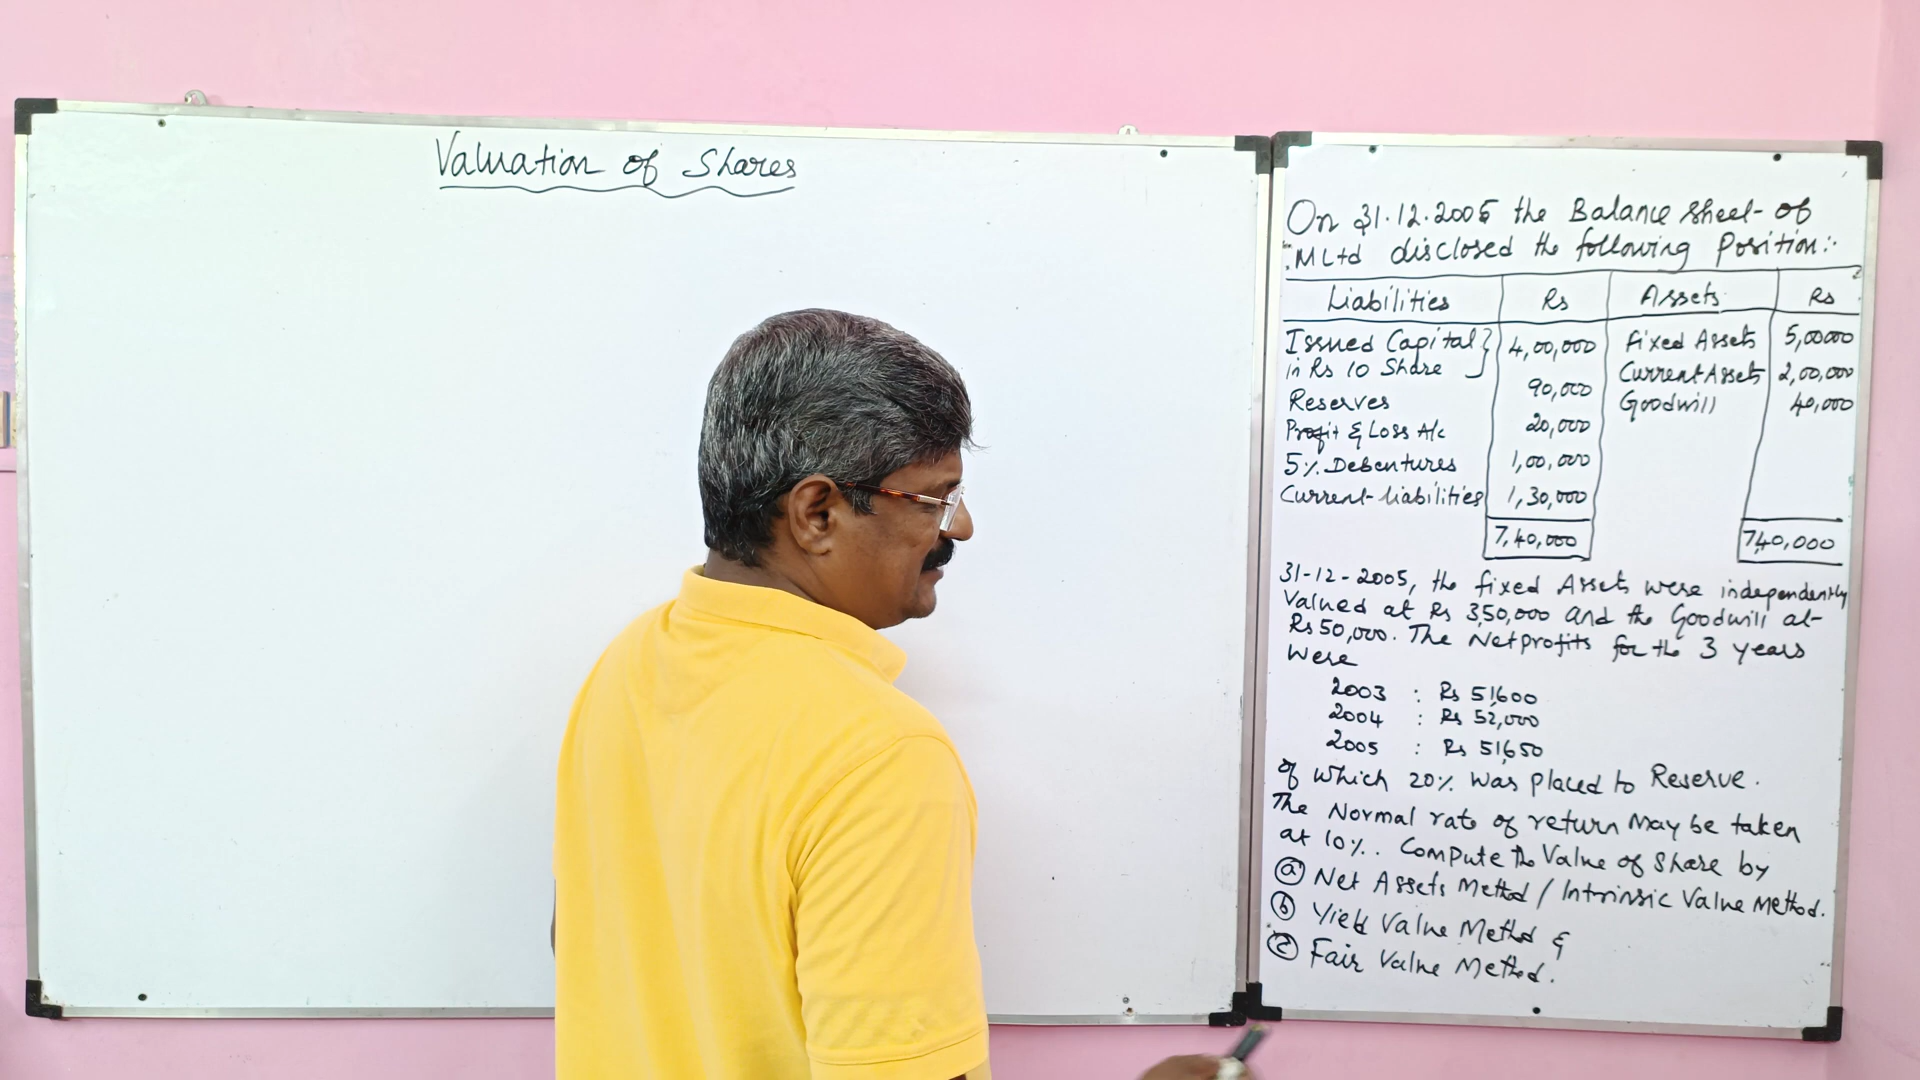 Valuation of Shares
On 31.12.2005 the Balance sheet of
M Ltd disclosed the following Position:-
Liabilities Rs Assets Rs
Issued Capital in Rs 10 Share 4,00,000 Fixed Assets 5,00000
Reserves 90,000 Current Assets 2,00,000
Profit & Loss A/c 20,000 Goodwill 40,000
5% Debentures 1,00,000
Current liabilities 1,30,000
7,40,000 7,40,000
31-12-2005, the fixed Assets were independently
Valued at Rs 3,50,000 and the Goodwill at
Rs 50,000. The Net profits for the 3 years
Were
2003 : Rs 51,600
2004 : Rs 52,000
2005 : Rs 51,650
of which 20% was placed to Reserve.
The Normal rate of return may be taken
at 10%. Compute the Value of Share by
(a) Net Assets Method / Intrinsic Value Method.
(b) Yield Value Method &
(c) Fair Value Method.